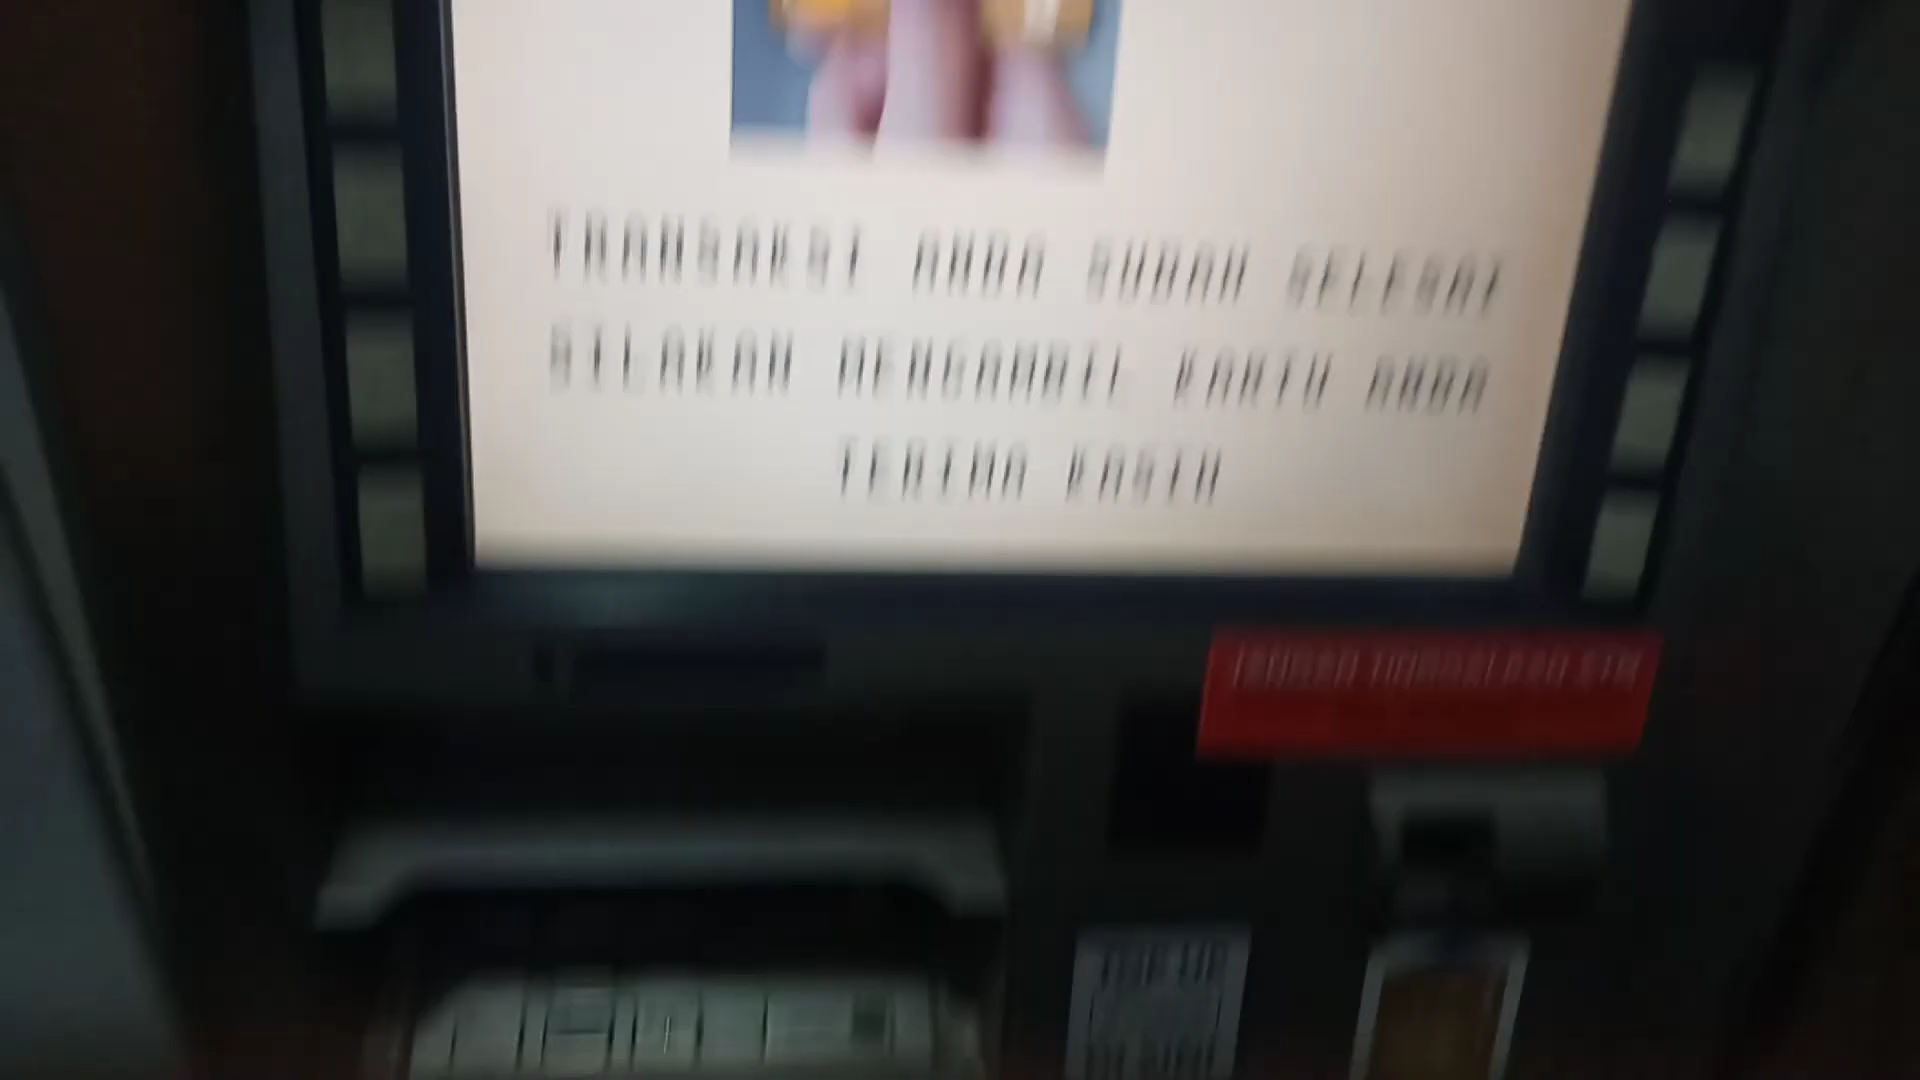 TRANSAKSI ANDA SUDAH SELESAI
SILAKAN MENGAMBIL KARTU ANDA
TERIMA KASIH